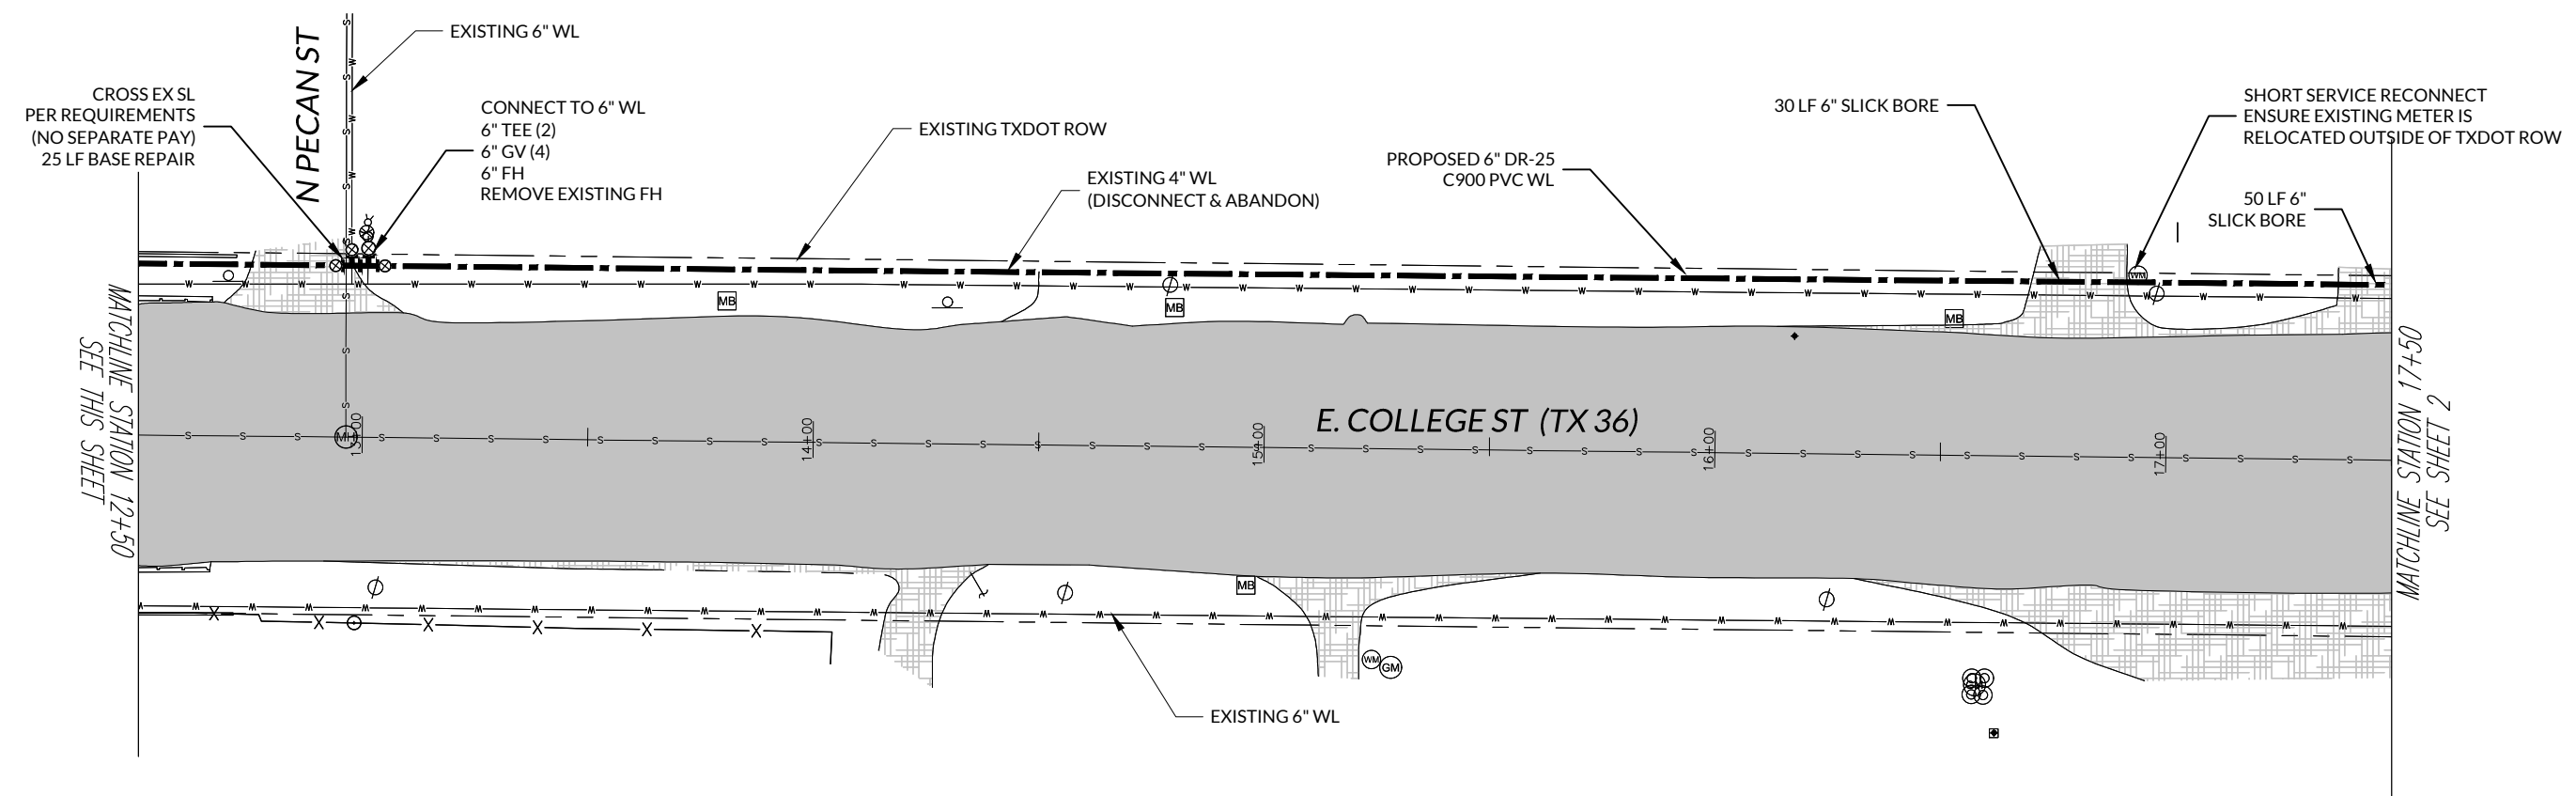 N PECAN ST
EXISTING 6" WL
CROSS EX SL
PER REQUIREMENTS
(NO SEPARATE PAY)
25 LF BASE REPAIR
CONNECT TO 6" WL
6" TEE (2)
6" GV (4)
6" FH
REMOVE EXISTING FH
EXISTING TXDOT ROW
EXISTING 4" WL
(DISCONNECT & ABANDON)
PROPOSED 6" DR-25
C900 PVC WL
30 LF 6" SLICK BORE
SHORT SERVICE RECONNECT
ENSURE EXISTING METER IS
RELOCATED OUTSIDE OF TXDOT ROW
50 LF 6"
SLICK BORE
WM
MB
MB
MB
MATCHLINE STATION 12+50
SEE THIS SHEET
E. COLLEGE ST (TX 36)
MH
13+00
14+00
15+00
16+00
17+00
MATCHLINE STATION 17+50
SEE SHEET 2
MB
WM
GM
EXISTING 6" WL